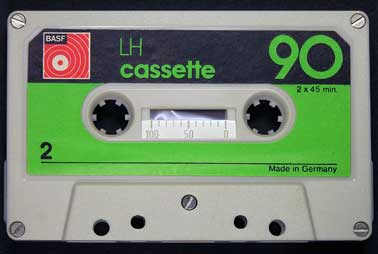 BASF
LH
cassette
90
2 x 45 min.
100 50 0
2
Made in Germany